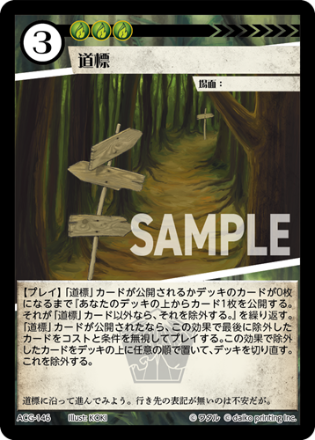 3
道標
場面：
SAMPLE
【プレイ】「道標」カードが公開されるかデッキのカードが0枚
になるまで『あなたのデッキの上からカード1枚を公開する。
それが「道標」カード以外なら、それを除外する。』を繰り返す。
「道標」カードが公開されたなら、この効果で最後に除外し
たカードをコストと条件を無視してプレイする。この効果で除外
したカードをデッキの上に任意の順で置いて、デッキを切り直す。
これを除外する。
道標に沿って進んでみよう。行き先の表記が無いのは不安だが。
ACG-146 Illust: KOKI © ワタル © daiko printing Inc.